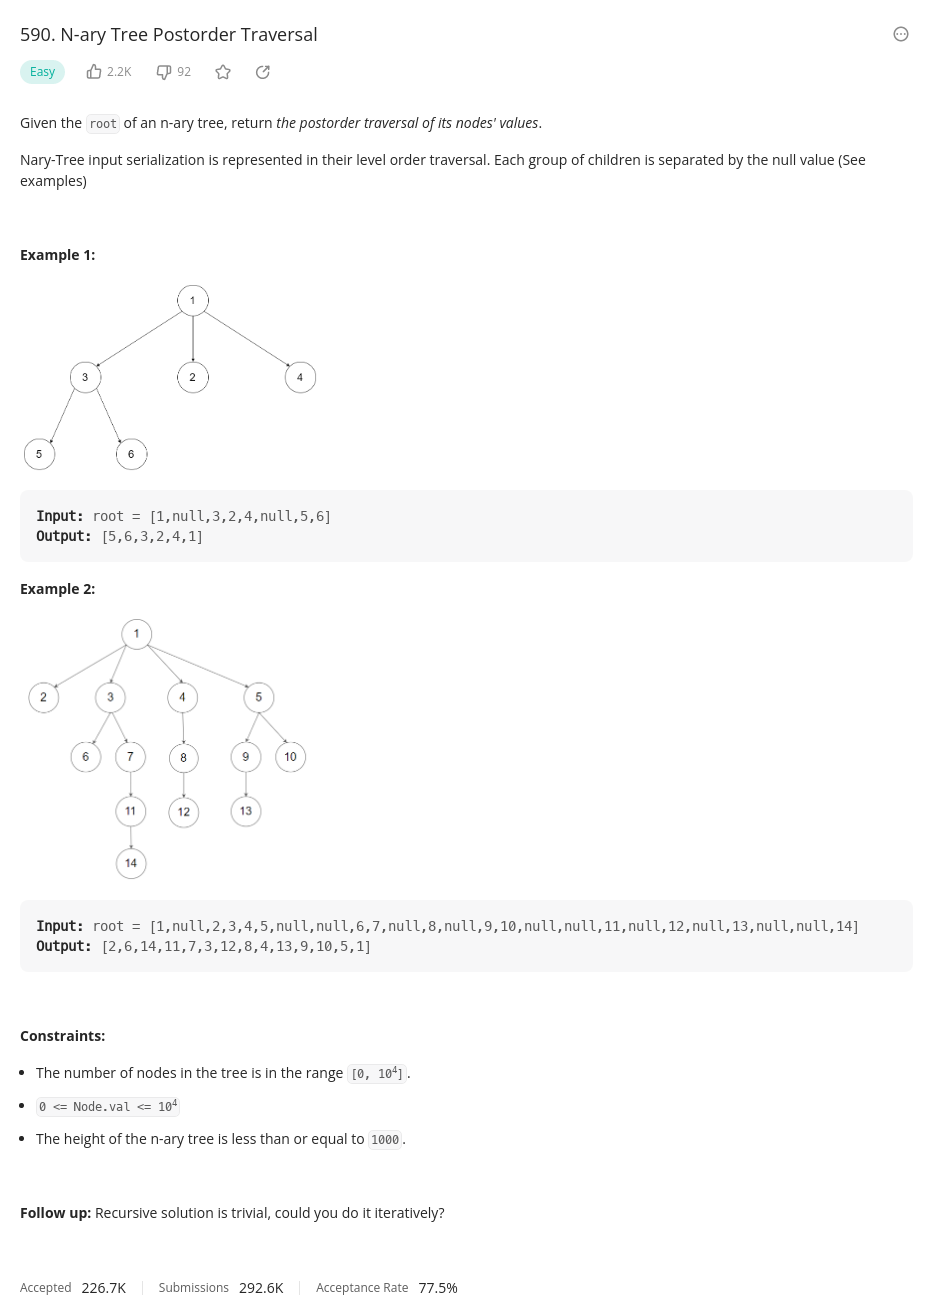 590. N-ary Tree Postorder Traversal
Easy 2.2K 92
Given the root of an n-ary tree, return the postorder traversal of its nodes' values.
Nary-Tree input serialization is represented in their level order traversal. Each group of children is separated by the null value (See
examples)
Example 1:
1
3 2 4
5 6
Input: root = [1,null,3,2,4,null,5,6]
Output: [5,6,3,2,4,1]
Example 2:
1
2 3 4 5
6 7 8 9 10
11 12 13
14
Input: root = [1,null,2,3,4,5,null,null,6,7,null,8,null,9,10,null,null,11,null,12,null,13,null,null,14]
Output: [2,6,14,11,7,3,12,8,4,13,9,10,5,1]
Constraints:
• The number of nodes in the tree is in the range [0, 10⁴].
• 0 <= Node.val <= 10⁴
• The height of the n-ary tree is less than or equal to 1000.
Follow up: Recursive solution is trivial, could you do it iteratively?
Accepted 226.7K Submissions 292.6K Acceptance Rate 77.5%